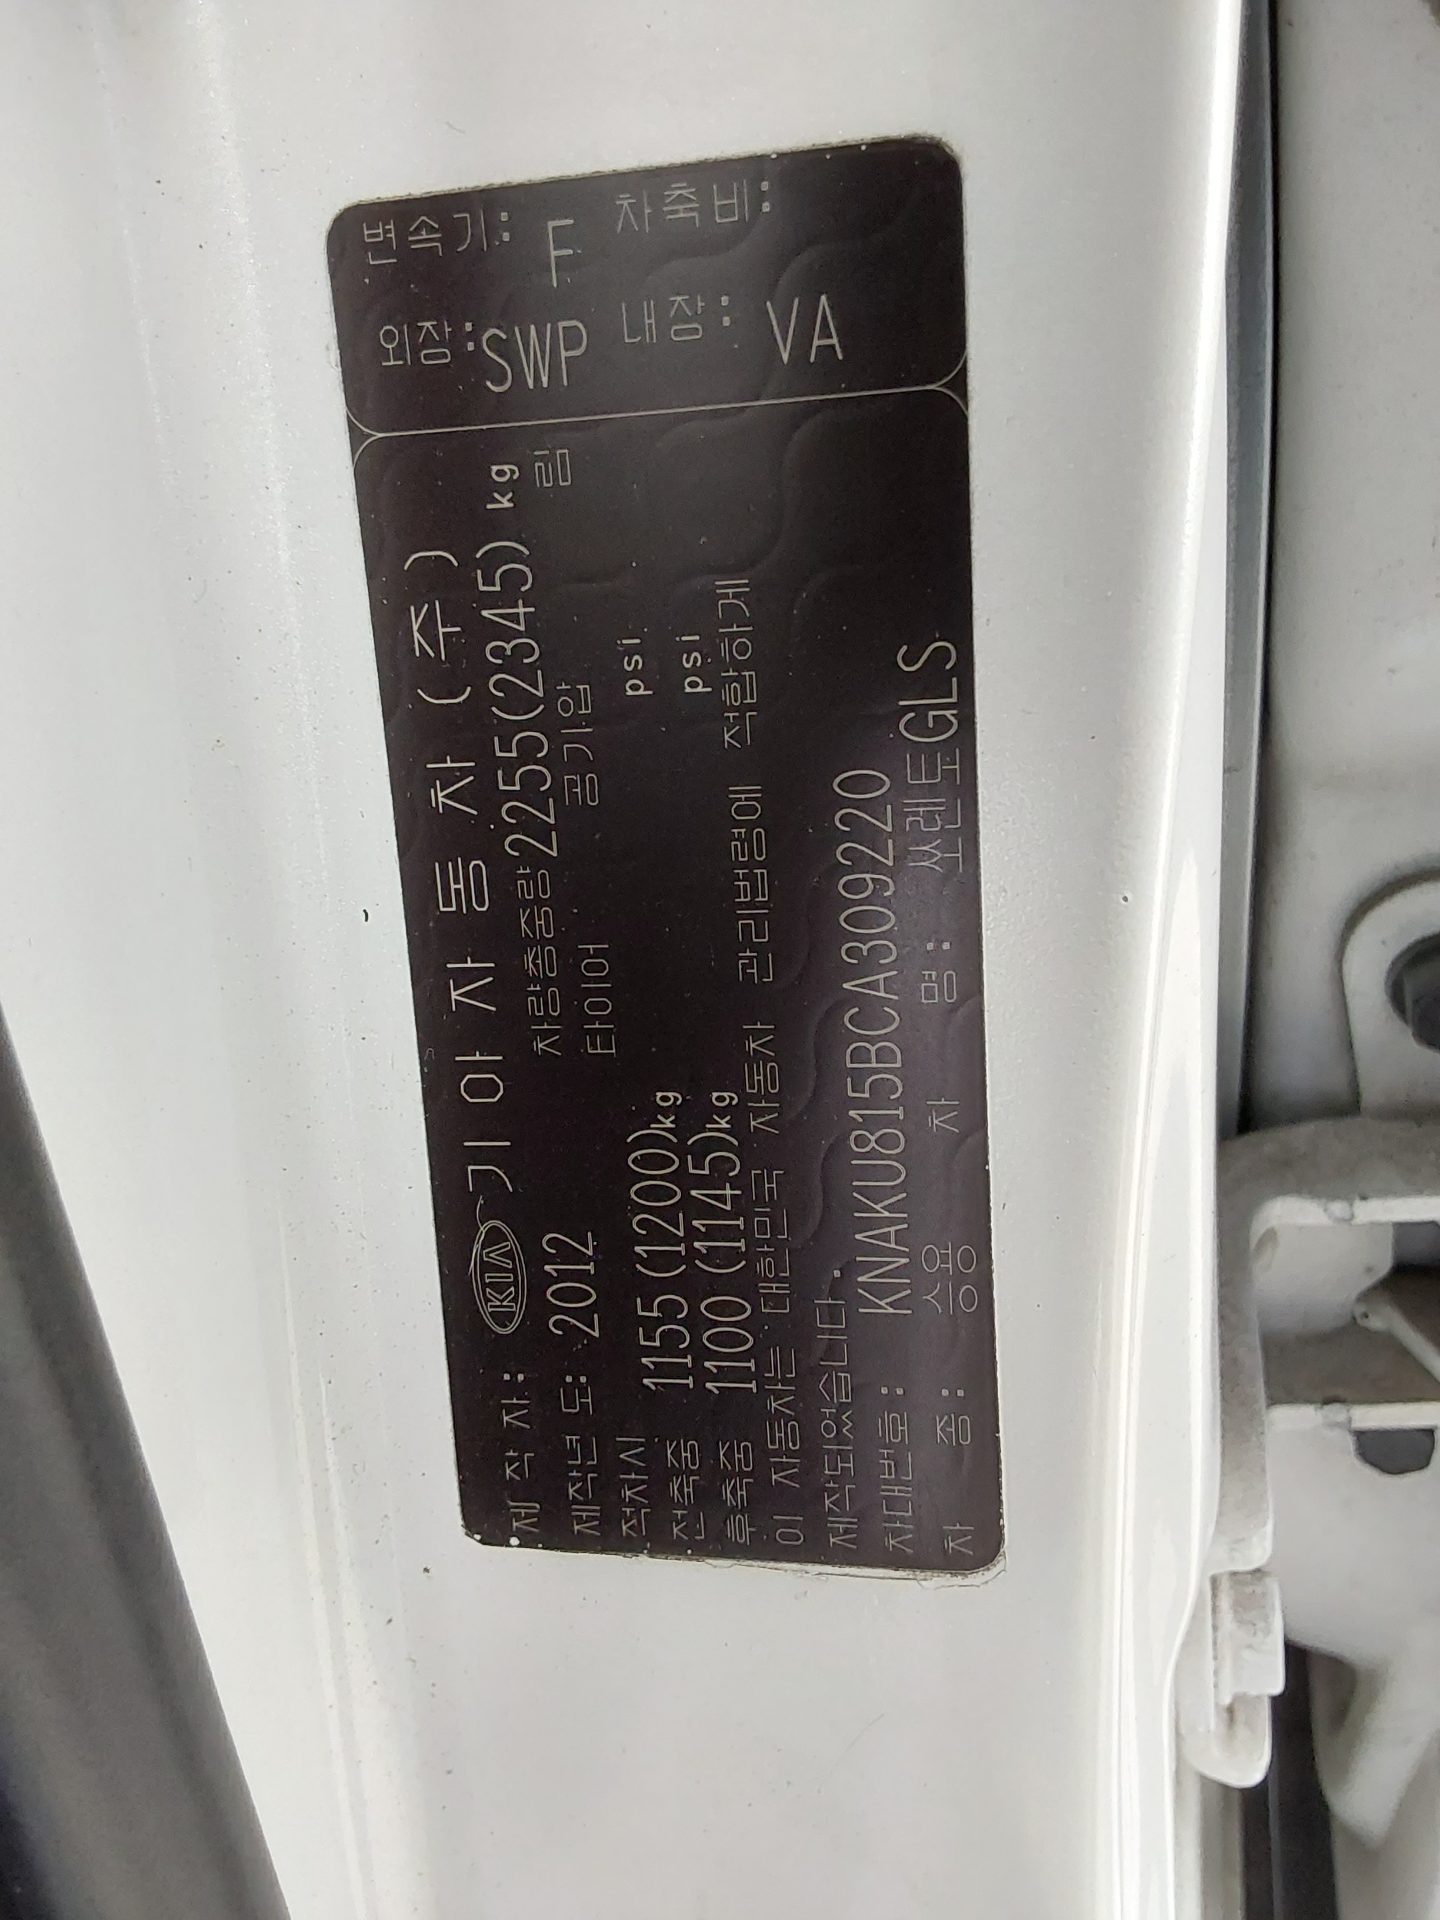 제 작 자: KIA 기아자동차(주)
제작년 도: 2012 차량총중량2255(2345) kg
적차시 타이어 공기압 림
전축중 1155(1200)kg psi
후축중 1100(1145)kg psi
이 자동차는 대한민국 자동차 관리법령에 적합하게
제작되었습니다.
차대번호: KNAKU815BCA309220
차 종: 승용 차 명: 쏘렌토GLS
변속기: F 차축비:
외장: SWP 내장: VA